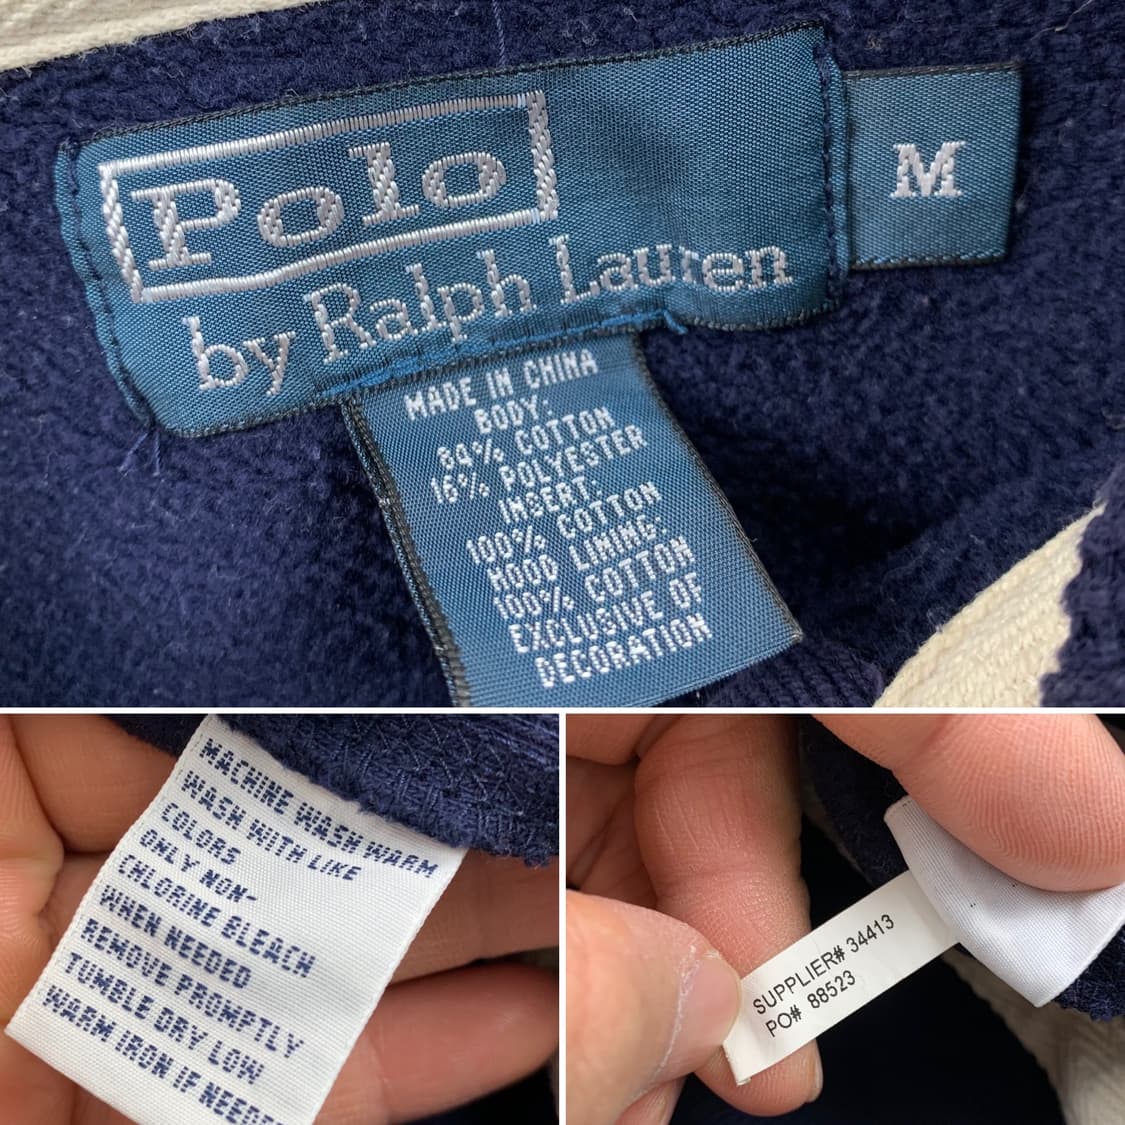 Polo
by Ralph Lauren
M
MADE IN CHINA
BODY:
84% COTTON
16% POLYESTER
INSERT:
100% COTTON
HOOD LINING:
100% COTTON
EXCLUSIVE OF
DECORATION
MACHINE WASH WARM
WASH WITH LIKE
COLORS
ONLY NON-
CHLORINE BLEACH
WHEN NEEDED
REMOVE PROMPTLY
TUMBLE DRY LOW
WARM IRON IF NEEDE
SUPPLIER# 34413
PO# 88523